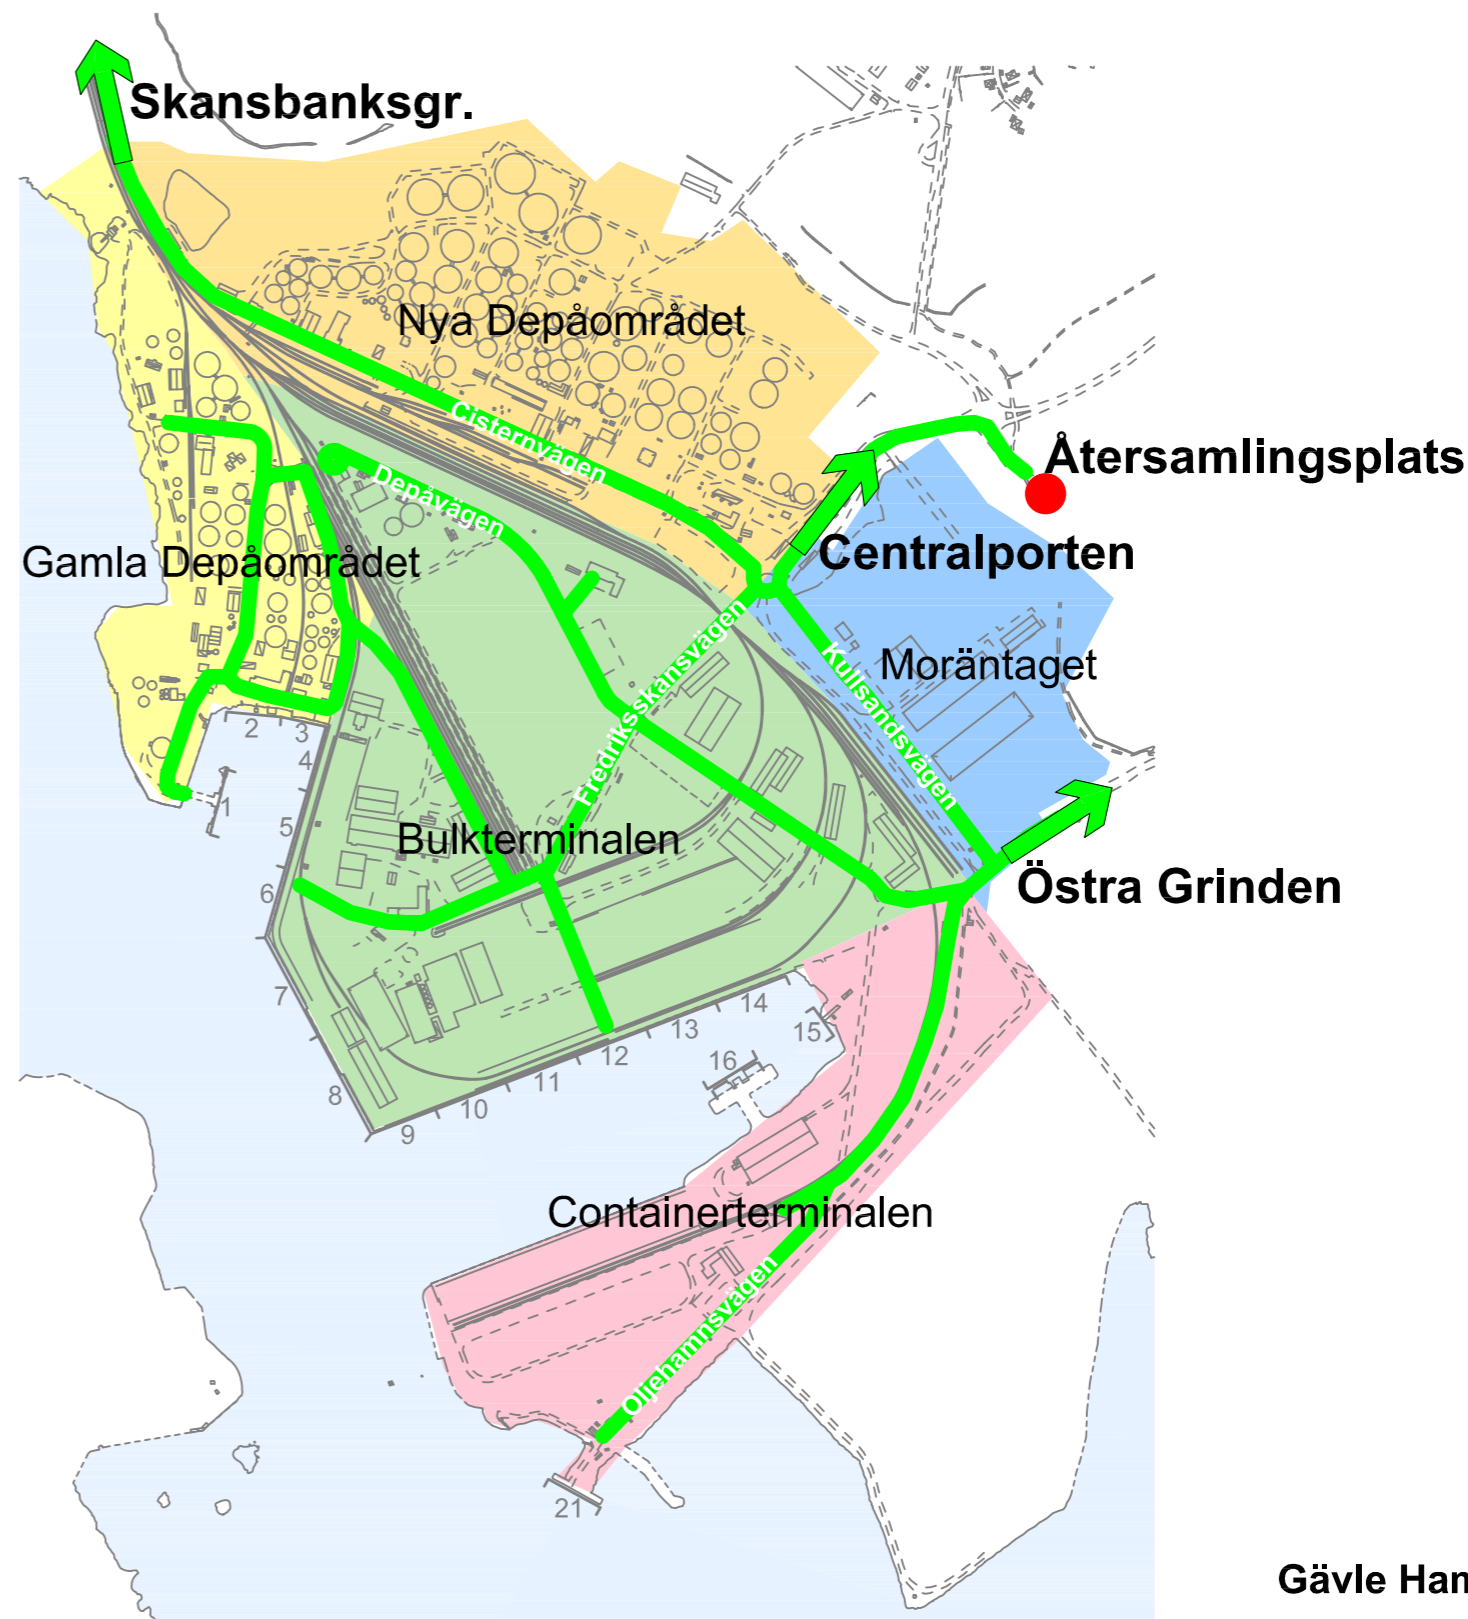 Skansbanksgr.
Nya Depåområdet
Cisternvägen
Återsamlingsplats
Depåvägen
Centralporten
Gamla Depåområdet
Fredriksskansvägen
Kullsandsvägen
Moräntaget
2
3
4
1
5
Bulkterminalen
6
Östra Grinden
7
14
13
15
12
16
11
8
10
9
Containerterminalen
Oljehamnsvägen
21
Gävle Ham